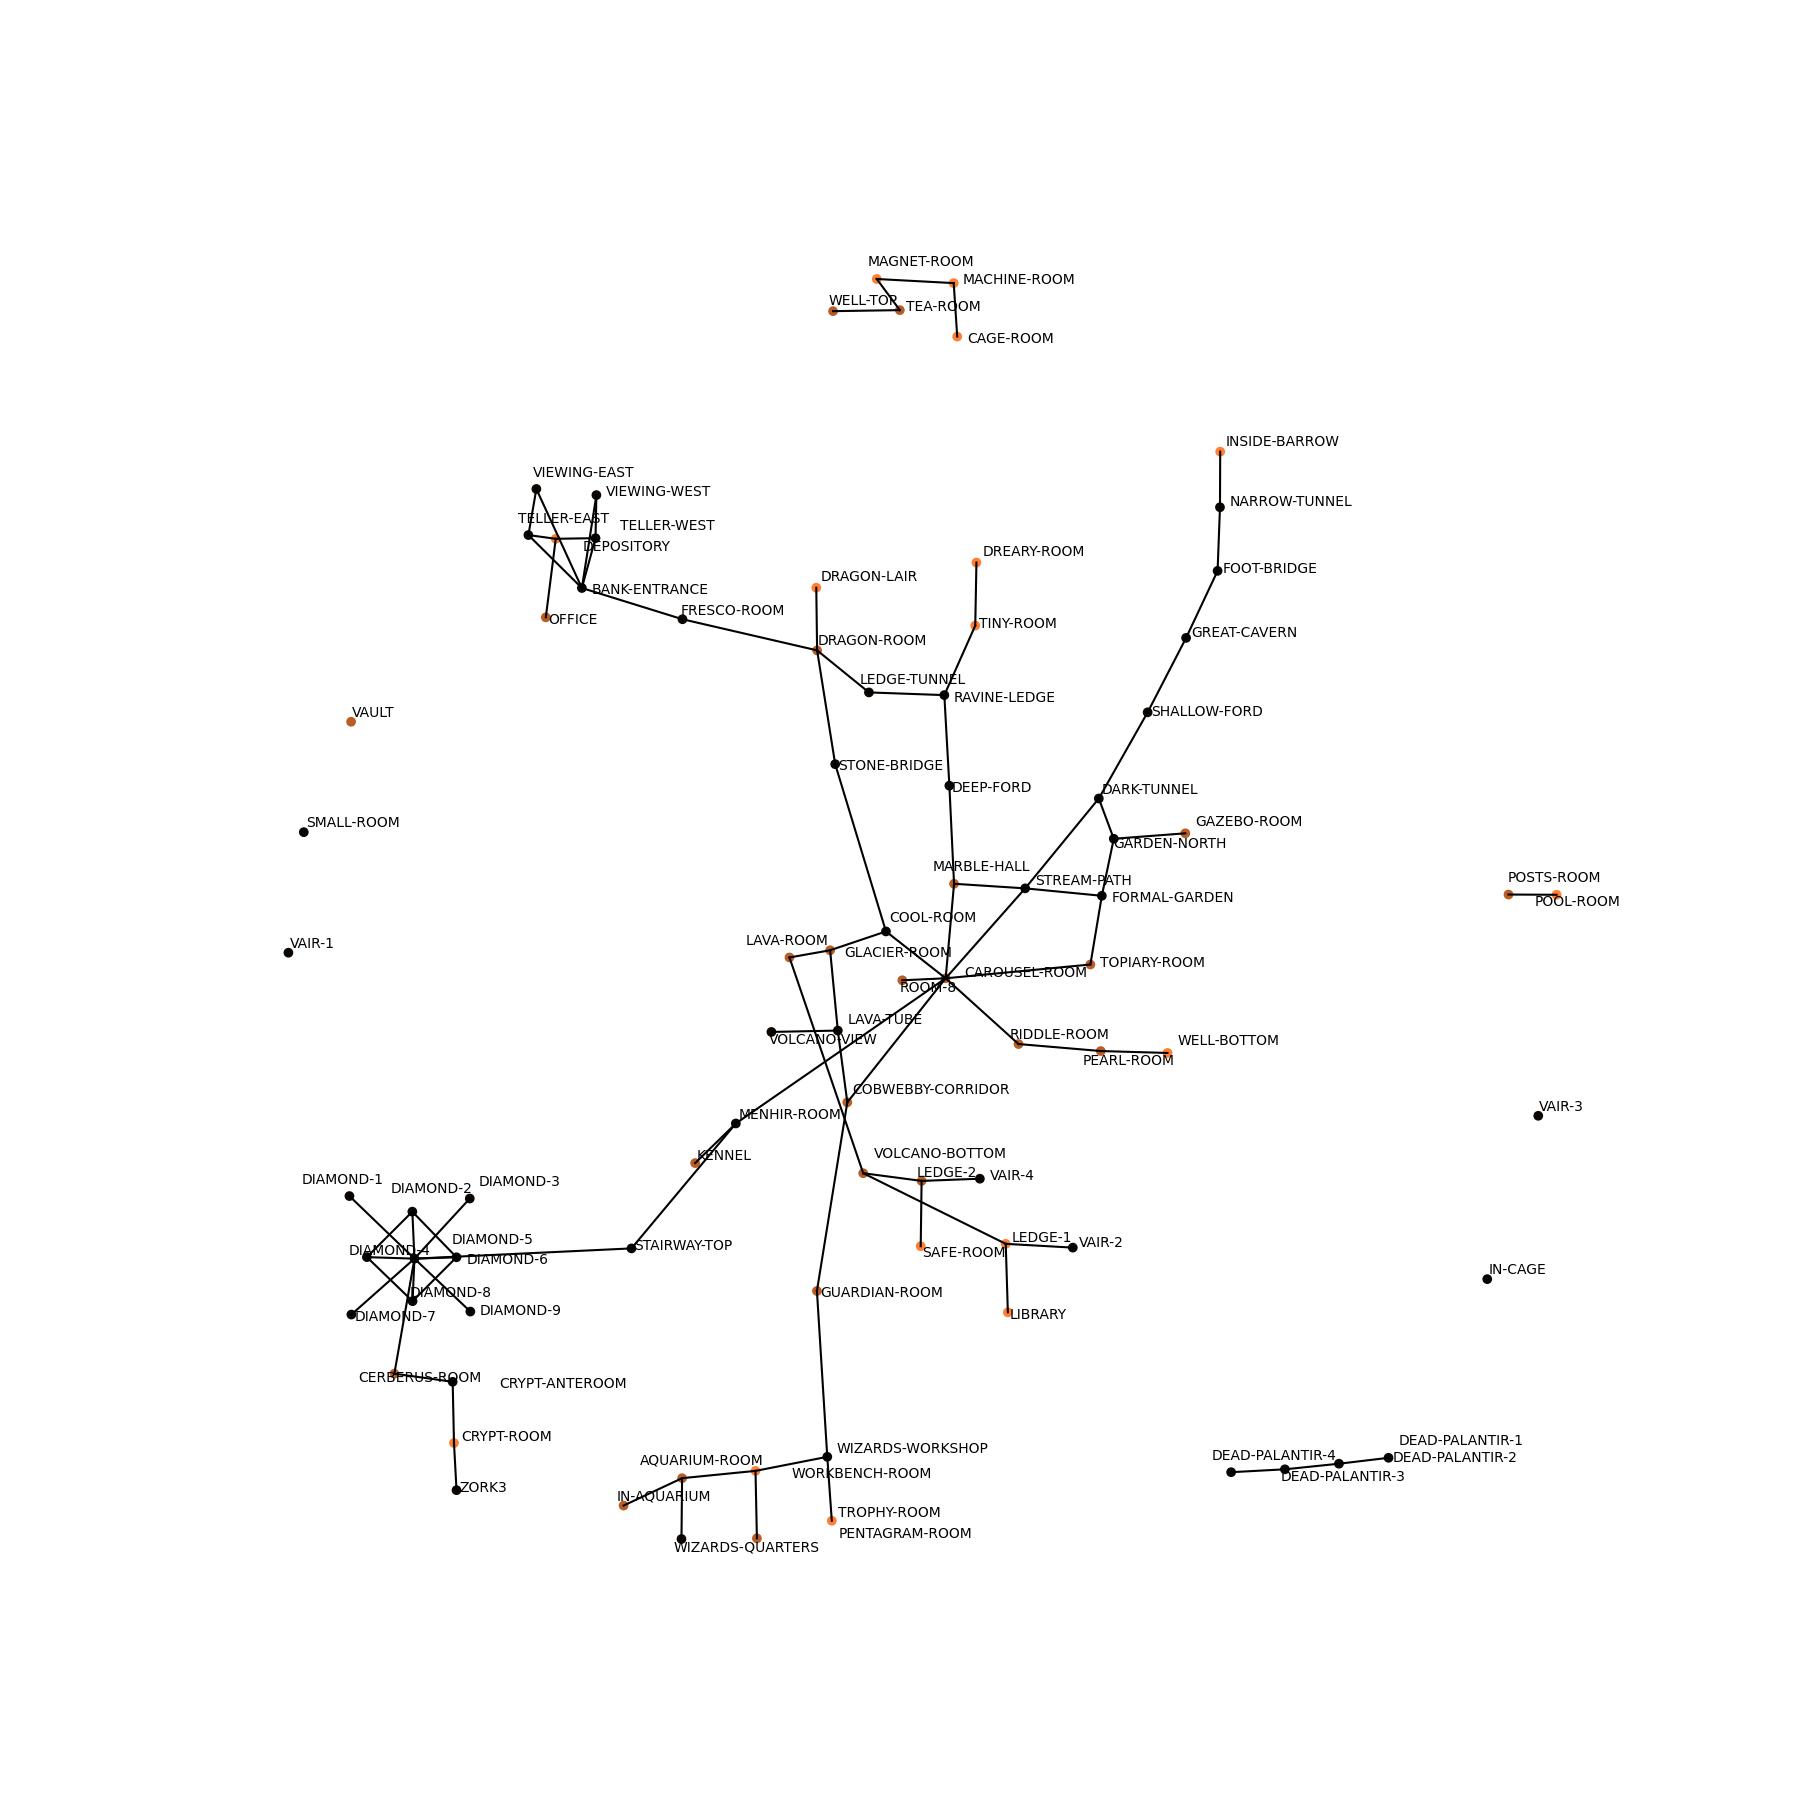 MAGNET-ROOM
MACHINE-ROOM
WELL-TOP
TEA-ROOM
CAGE-ROOM
INSIDE-BARROW
VIEWING-EAST
VIEWING-WEST
NARROW-TUNNEL
TELLER-EAST
TELLER-WEST
DEPOSITORY
DREARY-ROOM
FOOT-BRIDGE
DRAGON-LAIR
BANK-ENTRANCE
FRESCO-ROOM
OFFICE
TINY-ROOM
GREAT-CAVERN
DRAGON-ROOM
LEDGE-TUNNEL
RAVINE-LEDGE
VAULT
SHALLOW-FORD
STONE-BRIDGE
DEEP-FORD
DARK-TUNNEL
SMALL-ROOM
GAZEBO-ROOM
GARDEN-NORTH
MARBLE-HALL
STREAM-PATH
POSTS-ROOM
FORMAL-GARDEN
POOL-ROOM
COOL-ROOM
VAIR-1
LAVA-ROOM
GLACIER-ROOM
TOPIARY-ROOM
CAROUSEL-ROOM
ROOM-8
LAVA-TUBE
VOLCANO-VIEW
RIDDLE-ROOM
WELL-BOTTOM
PEARL-ROOM
COBWEBBY-CORRIDOR
VAIR-3
MENHIR-ROOM
KENNEL
VOLCANO-BOTTOM
LEDGE-2
VAIR-4
DIAMOND-1
DIAMOND-2
DIAMOND-3
DIAMOND-5
DIAMOND-4
DIAMOND-6
STAIRWAY-TOP
LEDGE-1
VAIR-2
SAFE-ROOM
IN-CAGE
DIAMOND-8
GUARDIAN-ROOM
DIAMOND-7
DIAMOND-9
LIBRARY
CERBERUS-ROOM
CRYPT-ANTEROOM
CRYPT-ROOM
DEAD-PALANTIR-1
WIZARDS-WORKSHOP
DEAD-PALANTIR-4
DEAD-PALANTIR-2
AQUARIUM-ROOM
WORKBENCH-ROOM
DEAD-PALANTIR-3
ZORK3
IN-AQUARIUM
TROPHY-ROOM
PENTAGRAM-ROOM
WIZARDS-QUARTERS